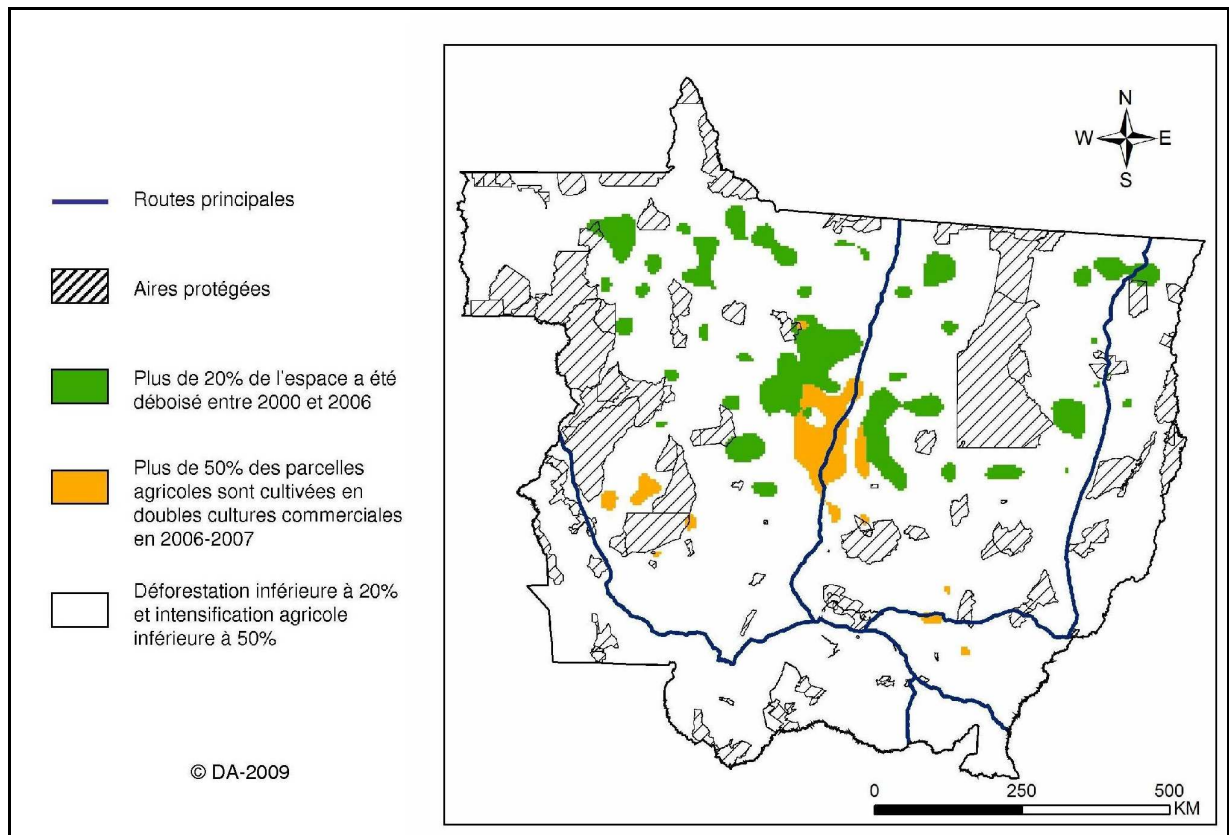 Routes principales
Aires protégées
Plus de 20% de l'espace a été
déboisé entre 2000 et 2006
Plus de 50% des parcelles
agricoles sont cultivées en
doubles cultures commerciales
en 2006-2007
Déforestation inférieure à 20%
et intensification agricole
inférieure à 50%
© DA-2009
N
W E
S
0 250 500
KM